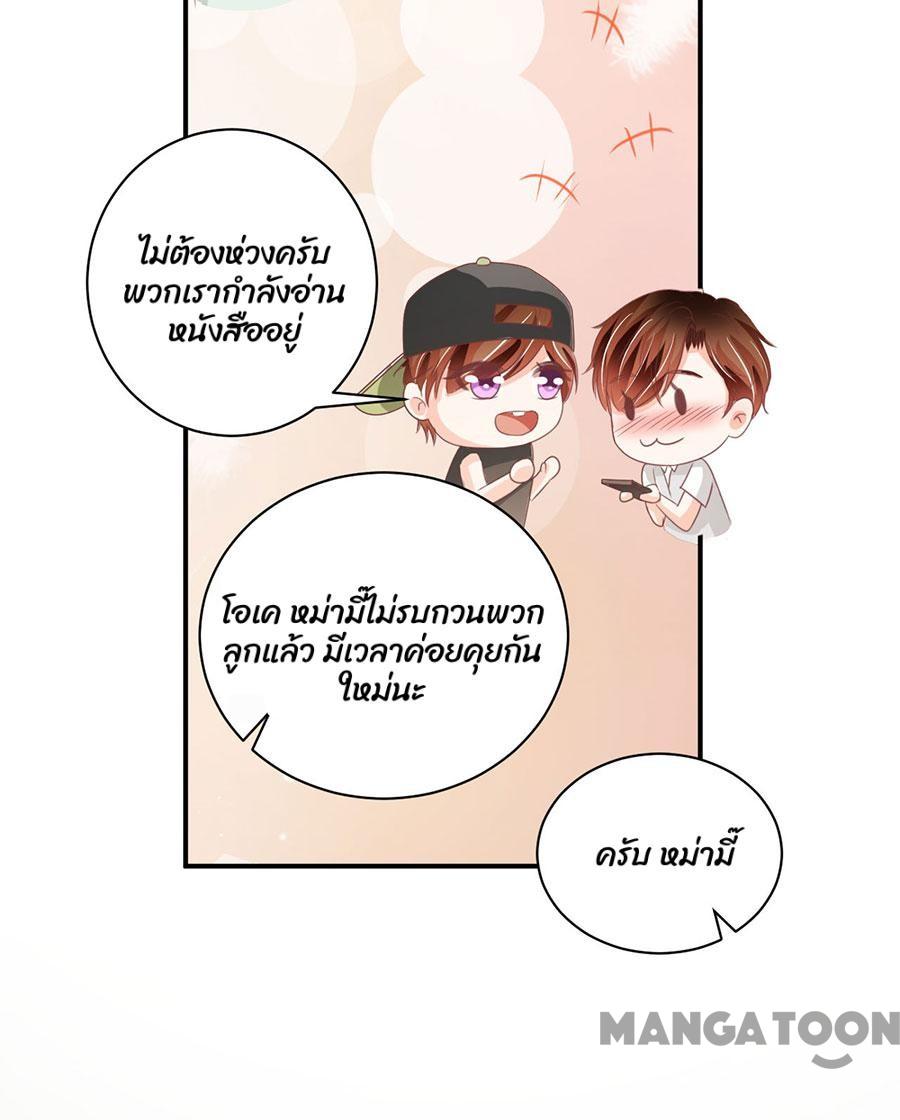 ไม่ต้องห่วงครับ
พวกเรากำลังอ่าน
หนังสืออยู่
โอเค หม่ามี๊ไม่รบกวนพวก
ลูกแล้ว มีเวลาค่อยคุยกัน
ใหม่นะ
ครับ หม่ามี๊
MANGATOON